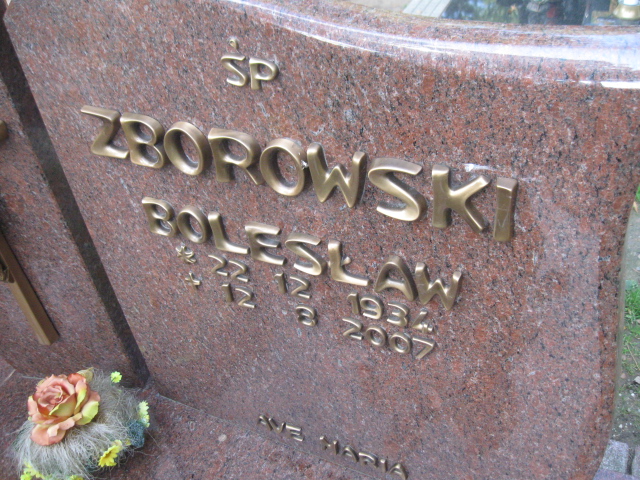 ŚP
ZBOROWSKI
BOLESŁAW
* 22 12 1934
+ 12 8 2007
AVE MARIA